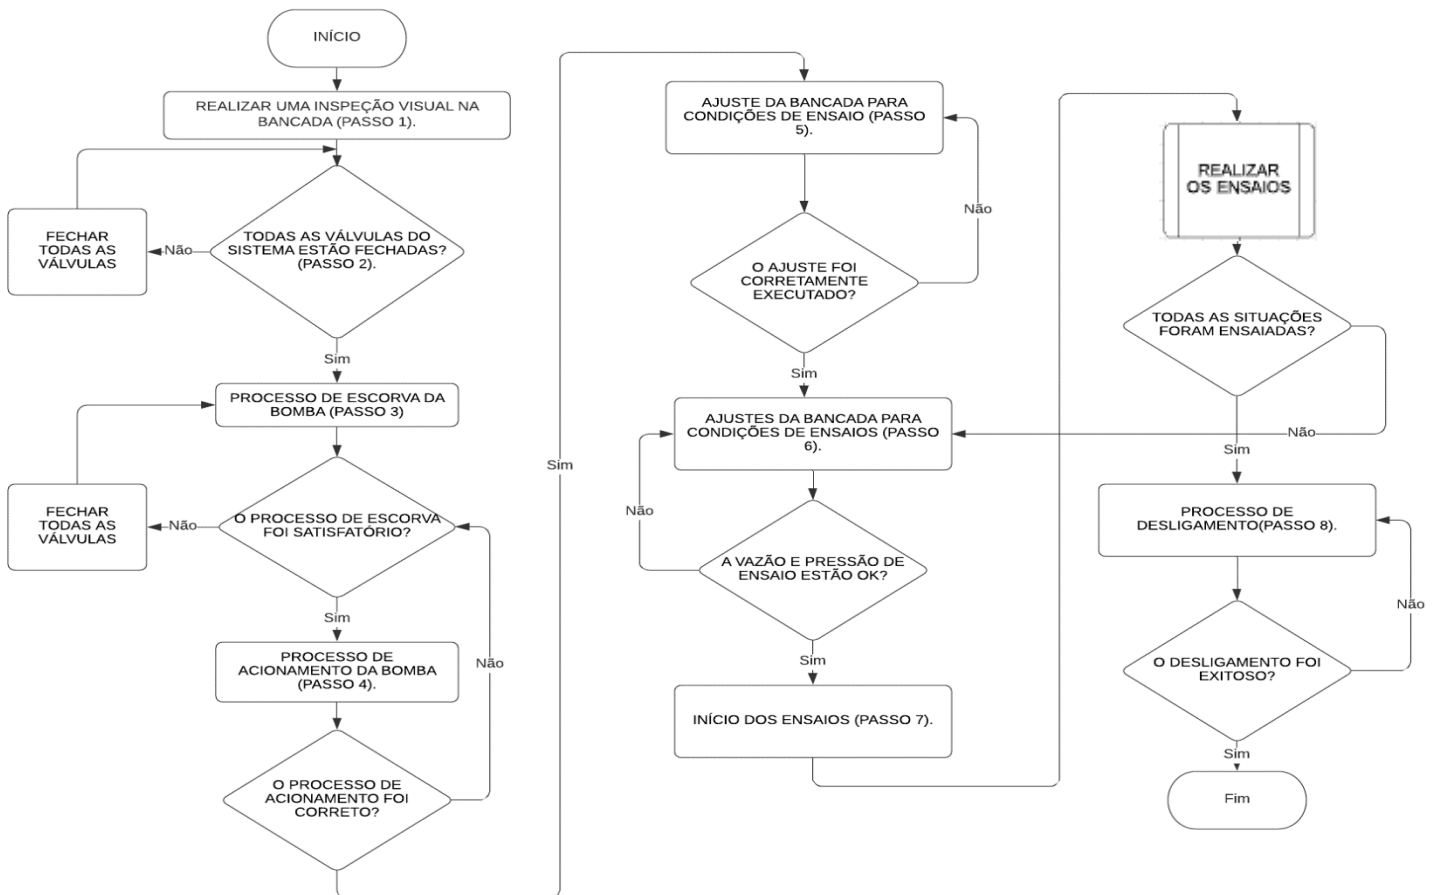 INÍCIO
REALIZAR UMA INSPEÇÃO VISUAL NA
BANCADA (PASSO 1).
TODAS AS VÁLVULAS DO
SISTEMA ESTÃO FECHADAS?
(PASSO 2).
Não
FECHAR
TODAS AS
VÁLVULAS
Sim
PROCESSO DE ESCORVA DA
BOMBA (PASSO 3)
O PROCESSO DE ESCORVA
FOI SATISFATÓRIO?
Não
FECHAR
TODAS AS
VÁLVULAS
Sim
PROCESSO DE
ACIONAMENTO DA BOMBA
(PASSO 4).
Não
O PROCESSO DE
ACIONAMENTO FOI
CORRETO?
Sim
AJUSTE DA BANCADA PARA
CONDIÇÕES DE ENSAIO (PASSO
5).
Não
O AJUSTE FOI
CORRETAMENTE
EXECUTADO?
Sim
AJUSTES DA BANCADA PARA
CONDIÇÕES DE ENSAIOS (PASSO
6).
Não
A VAZÃO E PRESSÃO DE
ENSAIO ESTÃO OK?
Sim
INÍCIO DOS ENSAIOS (PASSO 7).
REALIZAR
OS ENSAIOS
TODAS AS SITUAÇÕES
FORAM ENSAIADAS?
Não
Sim
PROCESSO DE
DESLIGAMENTO(PASSO 8).
Não
O DESLIGAMENTO FOI
EXITOSO?
Sim
Fim